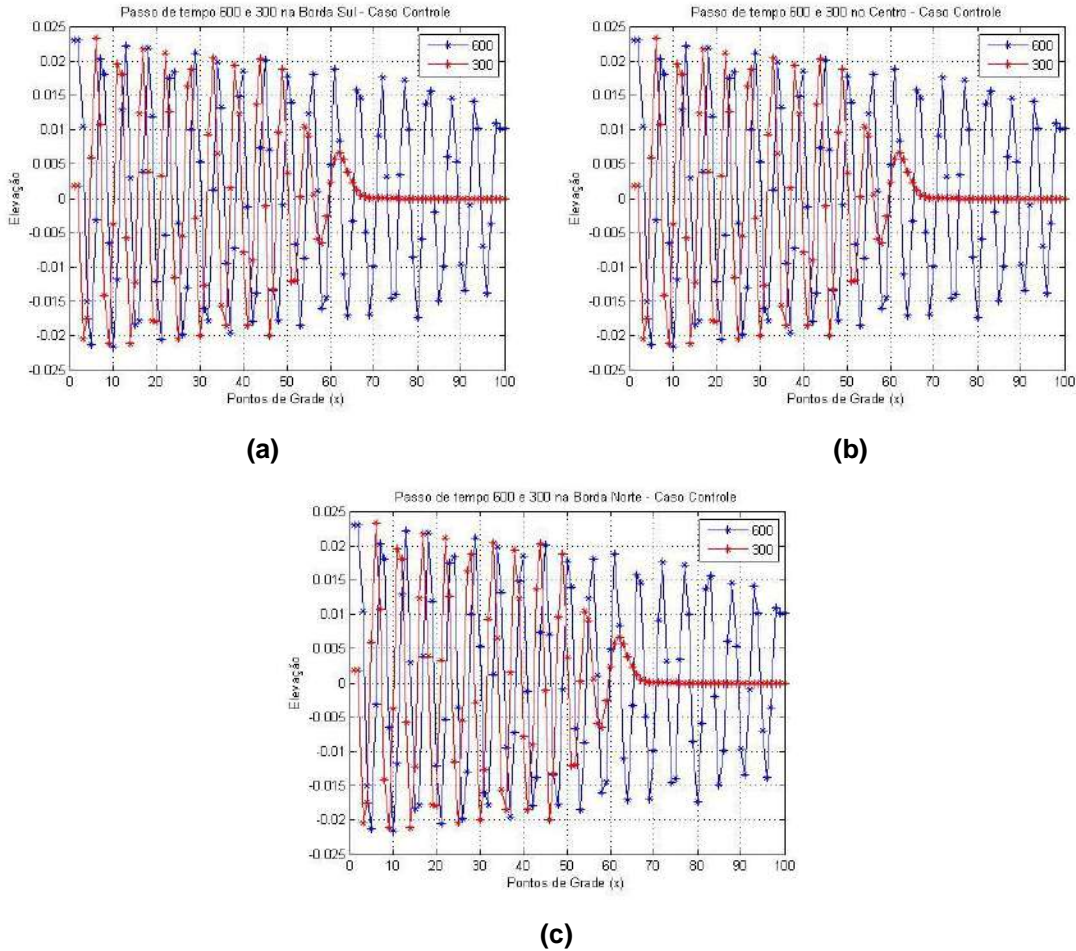 Passo de tempo 600 e 300 na Borda Sul - Caso Controle
0.025
0.02
0.015
0.01
0.005
0
-0.005
-0.01
-0.015
-0.02
-0.025
Elevação
0 10 20 30 40 50 60 70 80 90 100
Pontos de Grade (x)
600
300
(a)
Passo de tempo 600 e 300 no Centro - Caso Controle
0.025
0.02
0.015
0.01
0.005
0
-0.005
-0.01
-0.015
-0.02
-0.025
Elevação
0 10 20 30 40 50 60 70 80 90 100
Pontos de Grade (x)
600
300
(b)
Passo de tempo 600 e 300 na Borda Norte - Caso Controle
0.025
0.02
0.015
0.01
0.005
0
-0.005
-0.01
-0.015
-0.02
-0.025
Elevação
0 10 20 30 40 50 60 70 80 90 100
Pontos de Grade (x)
600
300
(c)